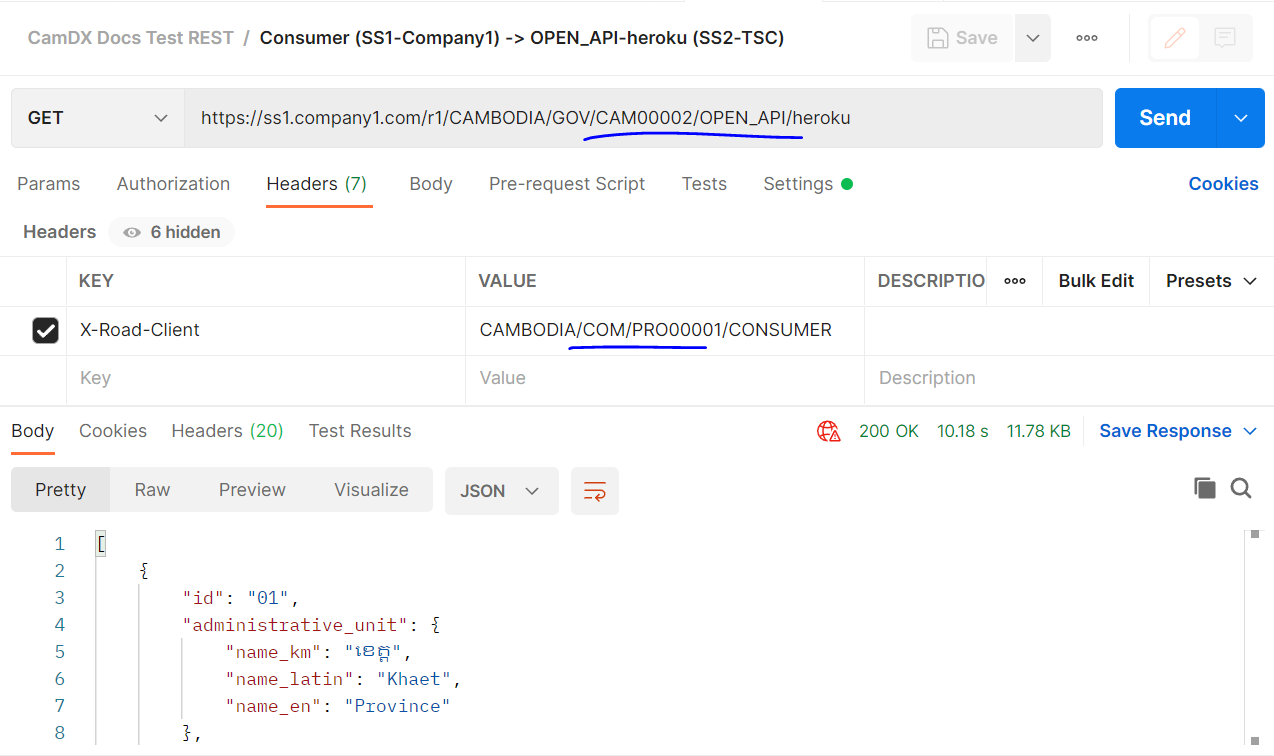 CamDX Docs Test REST / Consumer (SS1-Company1) -> OPEN_API-heroku (SS2-TSC) Save
GET https://ss1.company1.com/r1/CAMBODIA/GOV/CAM00002/OPEN_API/heroku Send
Params Authorization Headers (7) Body Pre-request Script Tests Settings Cookies
Headers 6 hidden
KEY VALUE DESCRIPTIO Bulk Edit Presets
X-Road-Client CAMBODIA/COM/PRO00001/CONSUMER
Key Value Description
Body Cookies Headers (20) Test Results 200 OK 10.18 s 11.78 KB Save Response
Pretty Raw Preview Visualize JSON
1 [
2 {
3 "id": "01",
4 "administrative_unit": {
5 "name_km": "ខេត្ត",
6 "name_latin": "Khaet",
7 "name_en": "Province"
8 },